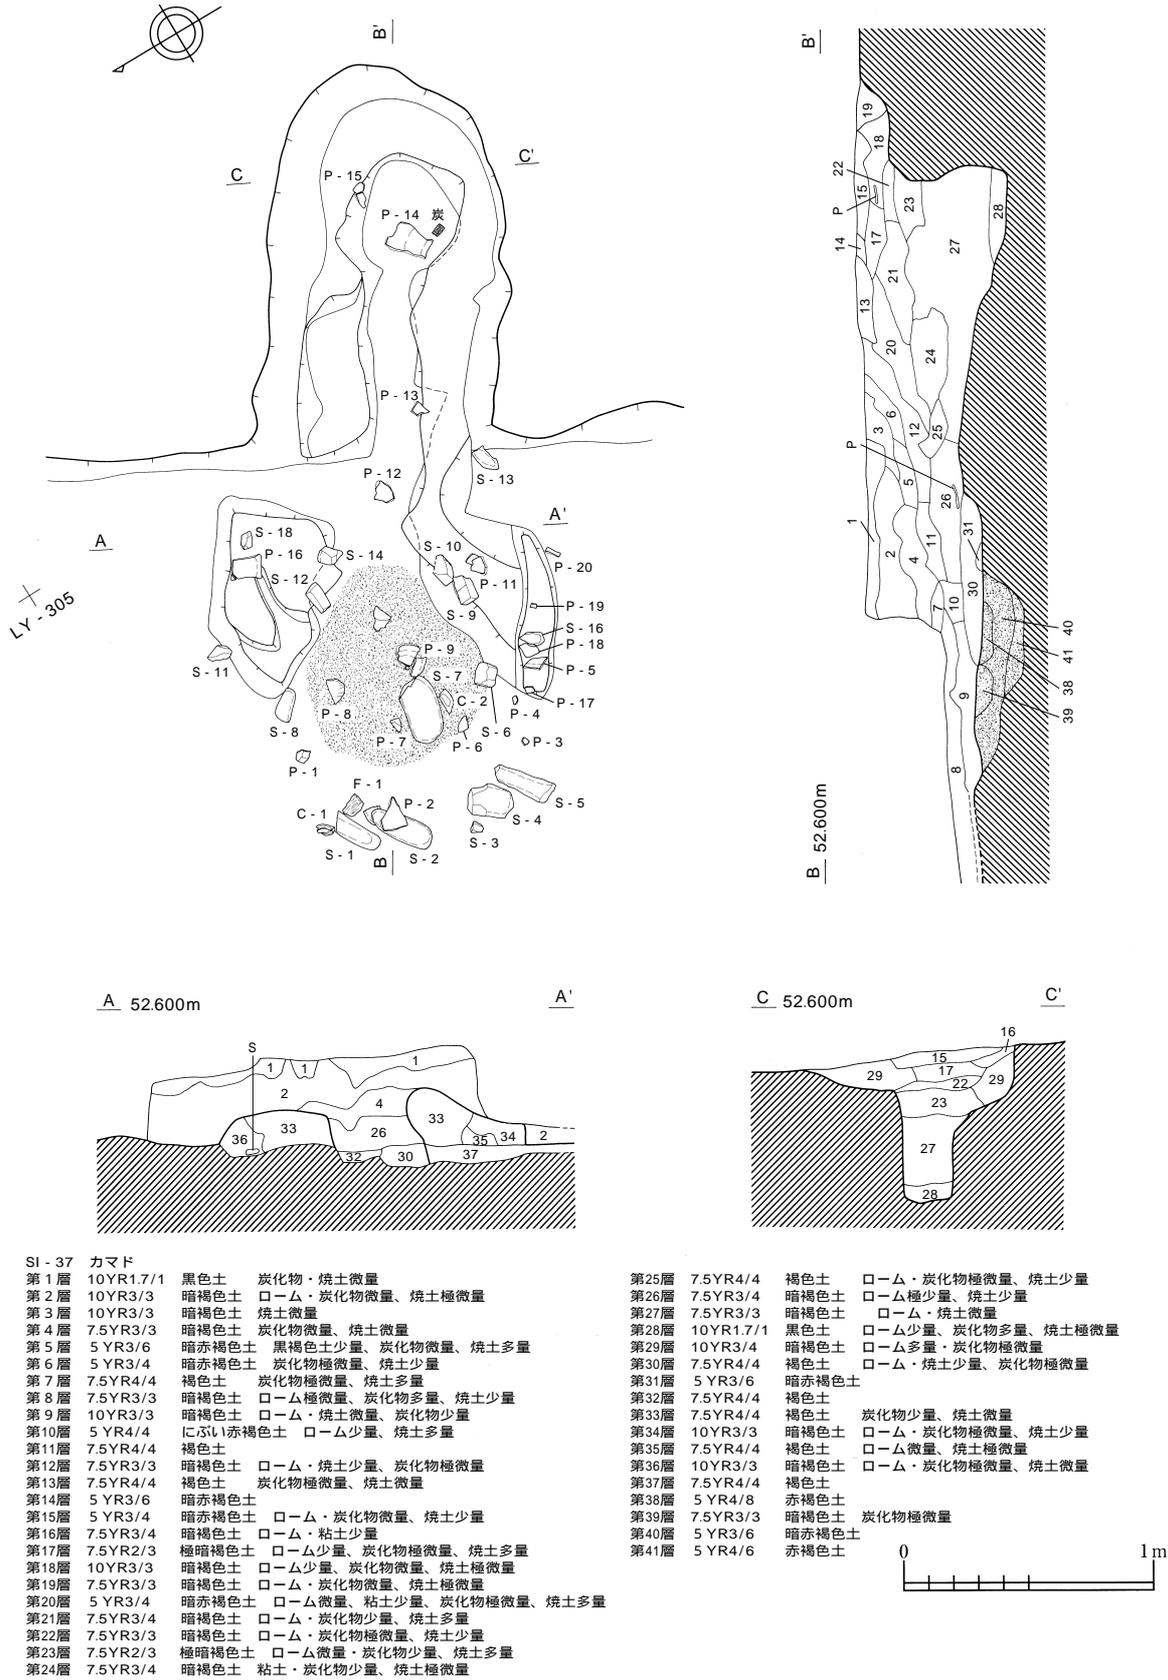 B'
C
C'
P-15
P-14 炭
P-13
P-12
S-13
A
A'
S-18
P-16
S-14
S-12
S-10
P-11
S-9
P-20
P-19
S-16
P-18
P-5
P-17
LY-305
S-11
P-9
S-7
C-2
P-4
S-6
P-8
S-8
P-7
P-6
P-3
P-1
F-1
P-2
C-1
S-1
S-2
S-5
S-4
S-3
B
B'
19
18
22
15
P
23
28
14
17
27
21
13
20
24
6
3
12
25
P
5
26
1
31
2
4
11
7
10
30
40
41
38
39
9
8
B 52.600m
A 52.600m
A'
S
1
1
1
2
4
33
36
33
26
35
34
2
32
30
37
C 52.600m
C'
16
15
17
29
22
29
23
27
28
SI-37 カマド
第1層 10YR1.7/1 黒色土 炭化物・焼土微量
第2層 10YR3/3 暗褐色土 ローム・炭化物微量、焼土極微量
第3層 10YR3/3 暗褐色土 焼土微量
第4層 7.5YR3/3 暗褐色土 炭化物微量、焼土微量
第5層 5YR3/6 暗赤褐色土 黒褐色土少量、炭化物微量、焼土多量
第6層 5YR3/4 暗赤褐色土 炭化物極微量、焼土少量
第7層 7.5YR4/4 褐色土 炭化物極微量、焼土多量
第8層 7.5YR3/3 暗褐色土 ローム極微量、炭化物多量、焼土少量
第9層 10YR3/3 暗褐色土 ローム・焼土微量、炭化物少量
第10層 5YR4/4 にぶい赤褐色土 ローム少量、焼土多量
第11層 7.5YR4/4 褐色土
第12層 7.5YR3/3 暗褐色土 ローム・焼土少量、炭化物極微量
第13層 7.5YR4/4 褐色土 炭化物極微量、焼土微量
第14層 5YR3/6 暗赤褐色土
第15層 5YR3/4 暗赤褐色土 ローム・炭化物微量、焼土少量
第16層 7.5YR3/4 暗褐色土 ローム・粘土少量
第17層 7.5YR2/3 極暗褐色土 ローム少量、炭化物極微量、焼土多量
第18層 10YR3/3 暗褐色土 ローム少量、炭化物微量、焼土極微量
第19層 7.5YR3/3 暗褐色土 ローム・炭化物微量、焼土極微量
第20層 5YR3/4 暗赤褐色土 ローム微量、粘土少量、炭化物極微量、焼土多量
第21層 7.5YR3/4 暗褐色土 ローム・炭化物少量、焼土多量
第22層 7.5YR3/3 暗褐色土 ローム・炭化物極微量、焼土少量
第23層 7.5YR2/3 極暗褐色土 ローム微量・炭化物少量、焼土多量
第24層 7.5YR3/4 暗褐色土 粘土・炭化物少量、焼土極微量
第25層 7.5YR4/4 褐色土 ローム・炭化物極微量、焼土少量
第26層 7.5YR3/4 暗褐色土 ローム極少量、焼土少量
第27層 7.5YR3/3 暗褐色土 ローム・焼土微量
第28層 10YR1.7/1 黒色土 ローム少量、炭化物多量、焼土極微量
第29層 10YR3/4 暗褐色土 ローム多量・炭化物極微量
第30層 7.5YR4/4 褐色土 ローム・焼土少量、炭化物極微量
第31層 5YR3/6 暗赤褐色土
第32層 7.5YR4/4 褐色土
第33層 7.5YR4/4 褐色土 炭化物少量、焼土微量
第34層 10YR3/3 暗褐色土 ローム・炭化物極微量、焼土少量
第35層 7.5YR4/4 褐色土 ローム微量、焼土極微量
第36層 10YR3/3 暗褐色土 ローム・炭化物極微量、焼土微量
第37層 7.5YR4/4 褐色土
第38層 5YR4/8 赤褐色土
第39層 7.5YR3/3 暗褐色土 炭化物極微量
第40層 5YR3/6 暗赤褐色土
第41層 5YR4/6 赤褐色土
0 1m